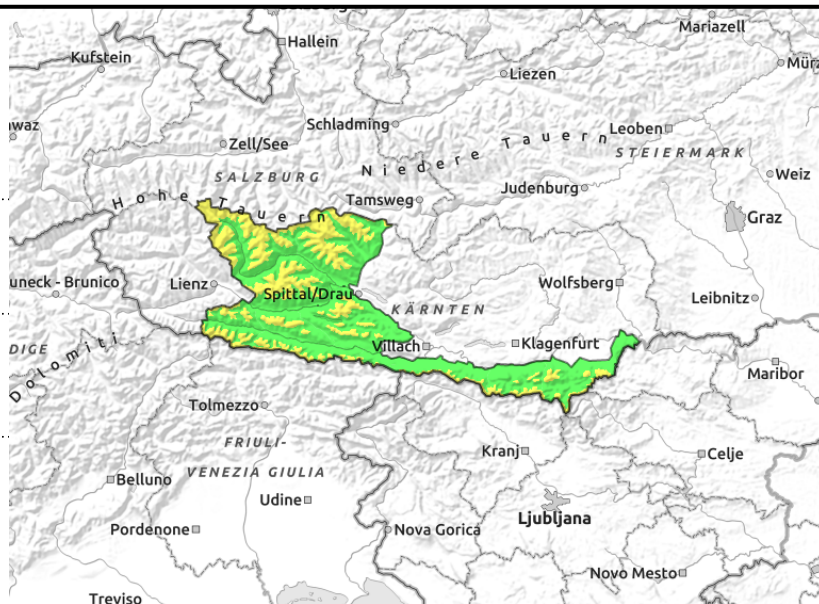 Mariazell
Hallein
Kufstein
Mürz
Liezen
waz
Schladming
Leoben
Zell/See
Niedere Tauern
STEIERMARK
SALZBURG
Weiz
Hohe Tauern
Tamsweg
Judenburg
Graz
uneck - Brunico
Lienz
Wolfsberg
Spittal/Drau
Leibnitz
KÄRNTEN
DIGE
Dolomiti
Villach
Klagenfurt
Maribor
Tolmezzo
FRIULI-
VENEZIA GIULIA
Kranj
Celje
Belluno
Udine
Ljubljana
Pordenone
Nova Gorica
Novo Mesto
Treviso